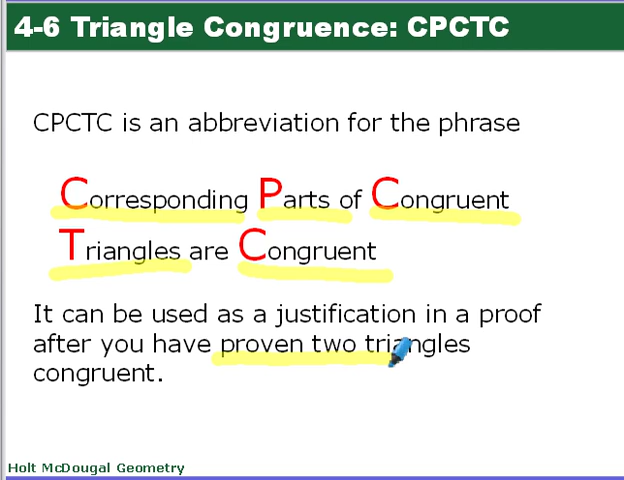 4-6 Triangle Congruence: CPCTC
CPCTC is an abbreviation for the phrase
Corresponding Parts of Congruent
Triangles are Congruent
It can be used as a justification in a proof
after you have proven two triangles
congruent.
Holt McDougal Geometry